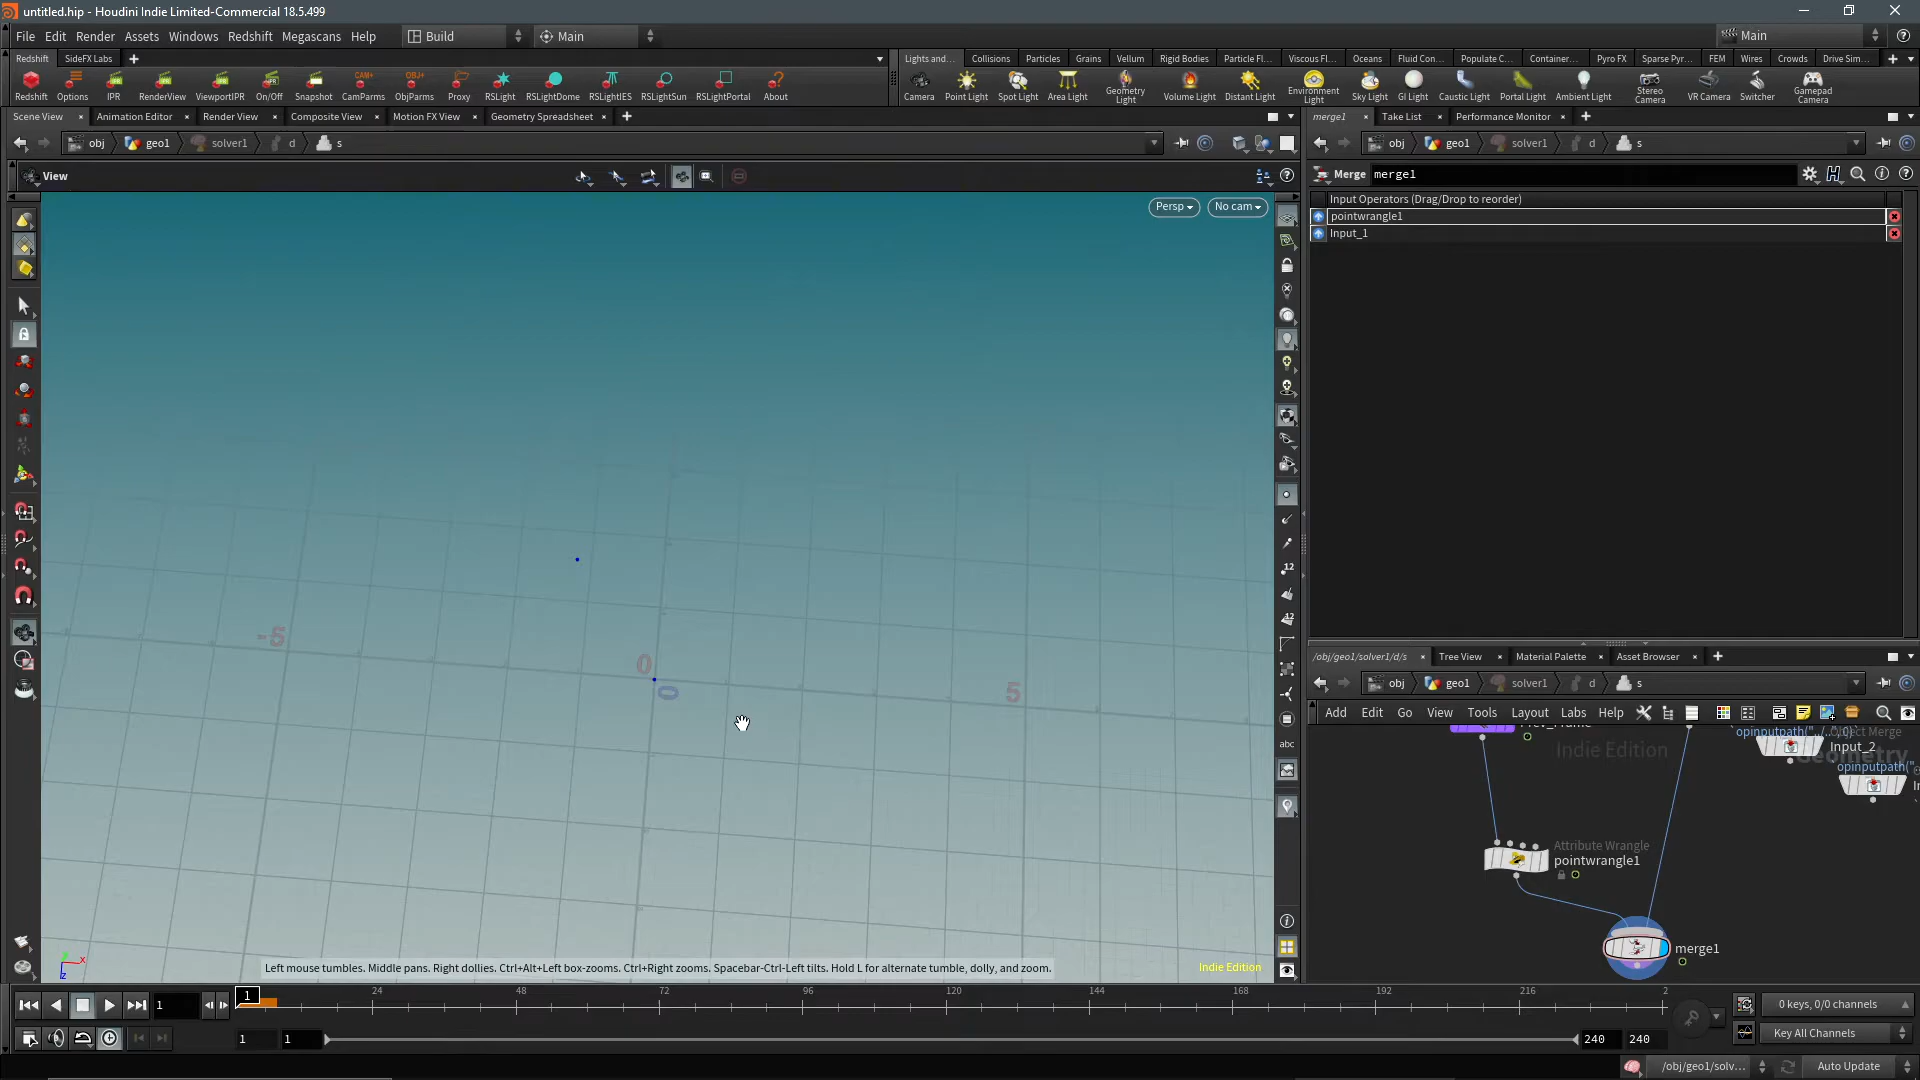 untitled.hip - Houdini Indie Limited-Commercial 18.5.499
File Edit Render Assets Windows Redshift Megascans Help
Build
Main
Main
Redshift SideFX Labs
Lights and... Collisions Particles Grains Vellum Rigid Bodies Particle Fl... Viscous Fl... Oceans Fluid Con... Populate C... Container... Pyro FX Sparse Pyr... FEM Wires Crowds Drive Sim...
Redshift Options IPR RenderView ViewportIPR On/Off Snapshot CamParms ObjParms Proxy RSLight RSLightDome RSLightIES RSLightSun RSLightPortal About
Camera Point Light Spot Light Area Light Geometry Light Volume Light Distant Light Environment Light Sky Light GI Light Caustic Light Portal Light Ambient Light Stereo Camera VR Camera Switcher Gamepad Camera
Scene View Animation Editor Render View Composite View Motion FX View Geometry Spreadsheet
merge1 Take List Performance Monitor
obj geo1 solver1 d s
obj geo1 solver1 d s
View
Merge merge1
Input Operators (Drag/Drop to reorder)
pointwrangle1
Input_1
Persp No cam
-5
0
0
5
/obj/geo1/solver1/d/s Tree View Material Palette Asset Browser
obj geo1 solver1 d s
Add Edit Go View Tools Layout Labs Help
Indie Edition
Input_2
Attribute Wrangle
pointwrangle1
merge1
Left mouse tumbles. Middle pans. Right dollies. Ctrl+Alt+Left box-zooms. Ctrl+Right zooms. Spacebar-Ctrl-Left tilts. Hold L for alternate tumble, dolly, and zoom.
Indie Edition
1
1
24 48 72 96 120 144 168 192 216 2
0 keys, 0/0 channels
1 1 240 240
Key All Channels
/obj/geo1/solv... Auto Update